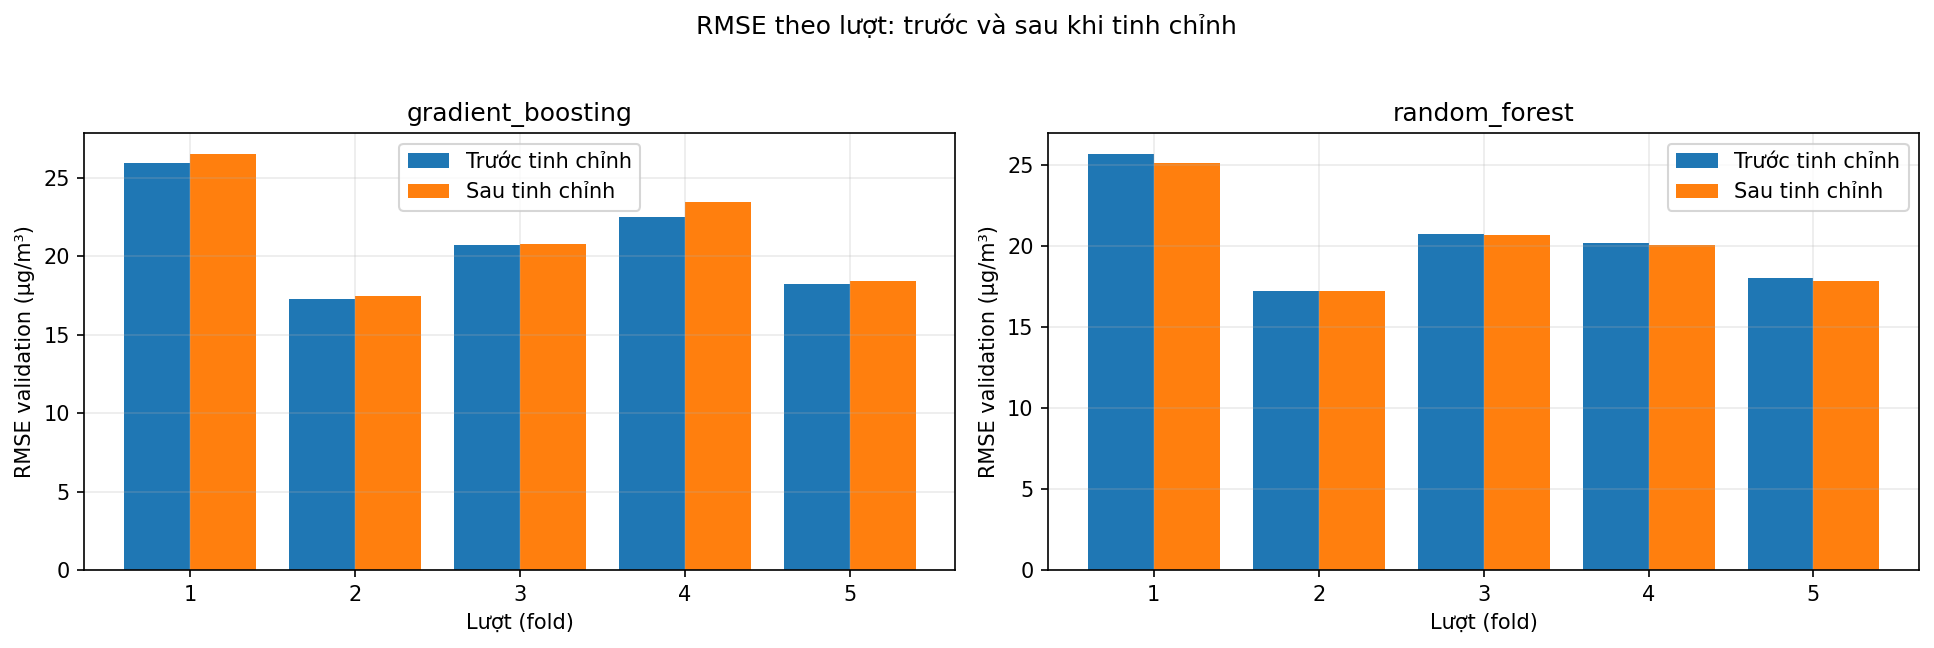 RMSE theo lượt: trước và sau khi tinh chỉnh
gradient_boosting
RMSE validation (µg/m³)
25
20
15
10
5
0
Trước tinh chỉnh
Sau tinh chỉnh
1 2 3 4 5
Lượt (fold)
random_forest
RMSE validation (µg/m³)
25
20
15
10
5
0
Trước tinh chỉnh
Sau tinh chỉnh
1 2 3 4 5
Lượt (fold)